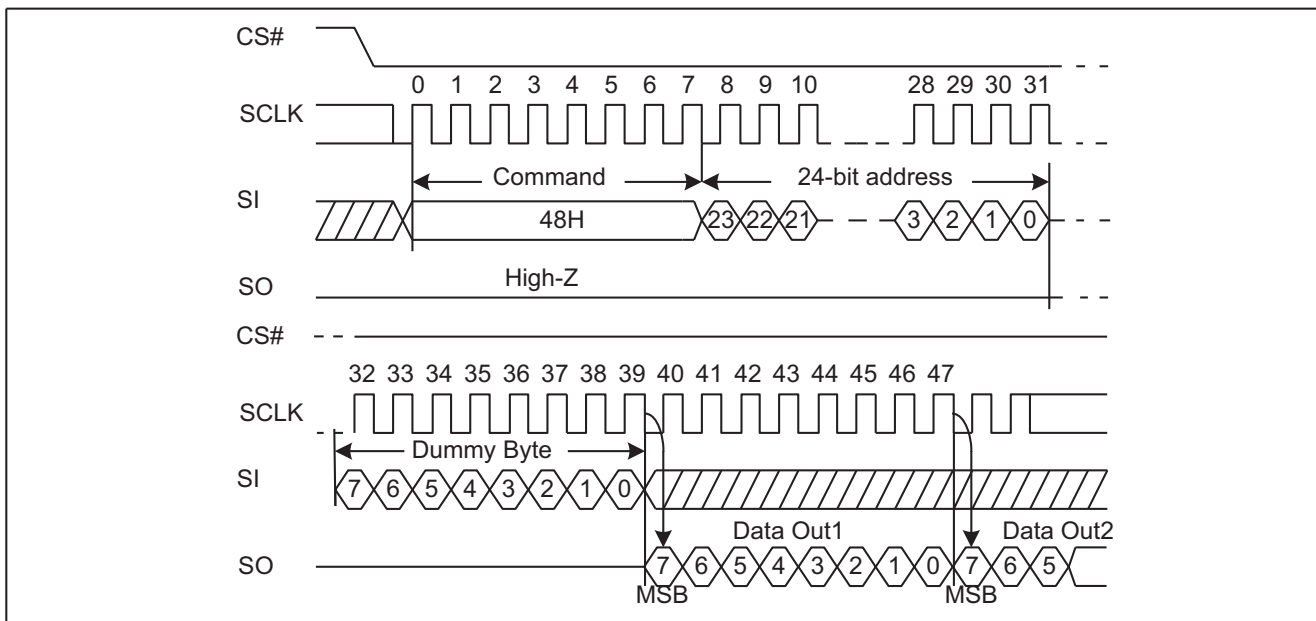 CS#
0 1 2 3 4 5 6 7 8 9 10 28 29 30 31
SCLK
Command 24-bit address
SI
48H 23 22 21 3 2 1 0
SO High-Z
CS#
32 33 34 35 36 37 38 39 40 41 42 43 44 45 46 47
SCLK
Dummy Byte
SI 7 6 5 4 3 2 1 0
Data Out1 Data Out2
SO 7 6 5 4 3 2 1 0 7 6 5
MSB MSB